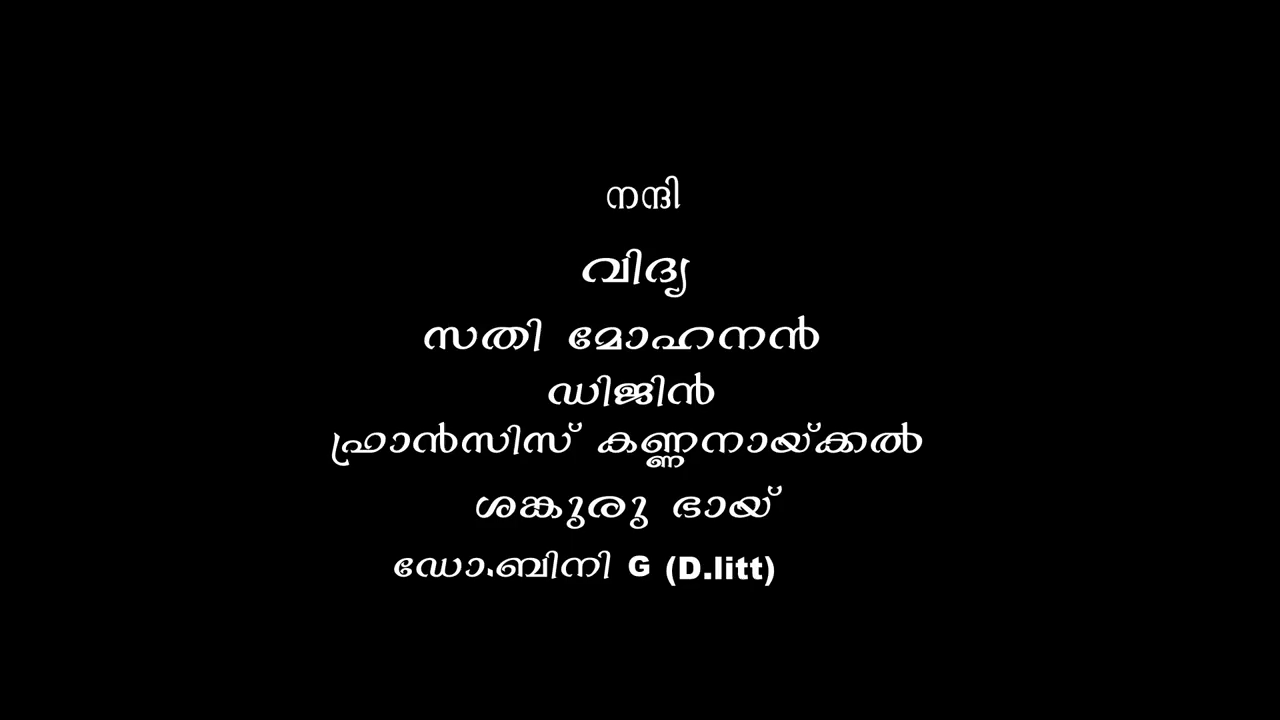 നന്ദി
വിദ്യ
സതി മോഹനൻ
ഡിജിൻ
ഫ്രാൻസിസ് കണ്ണനായ്ക്കൽ
ശങ്കുരു ഭായ്
ഡോ.ബിനി G (D.litt)